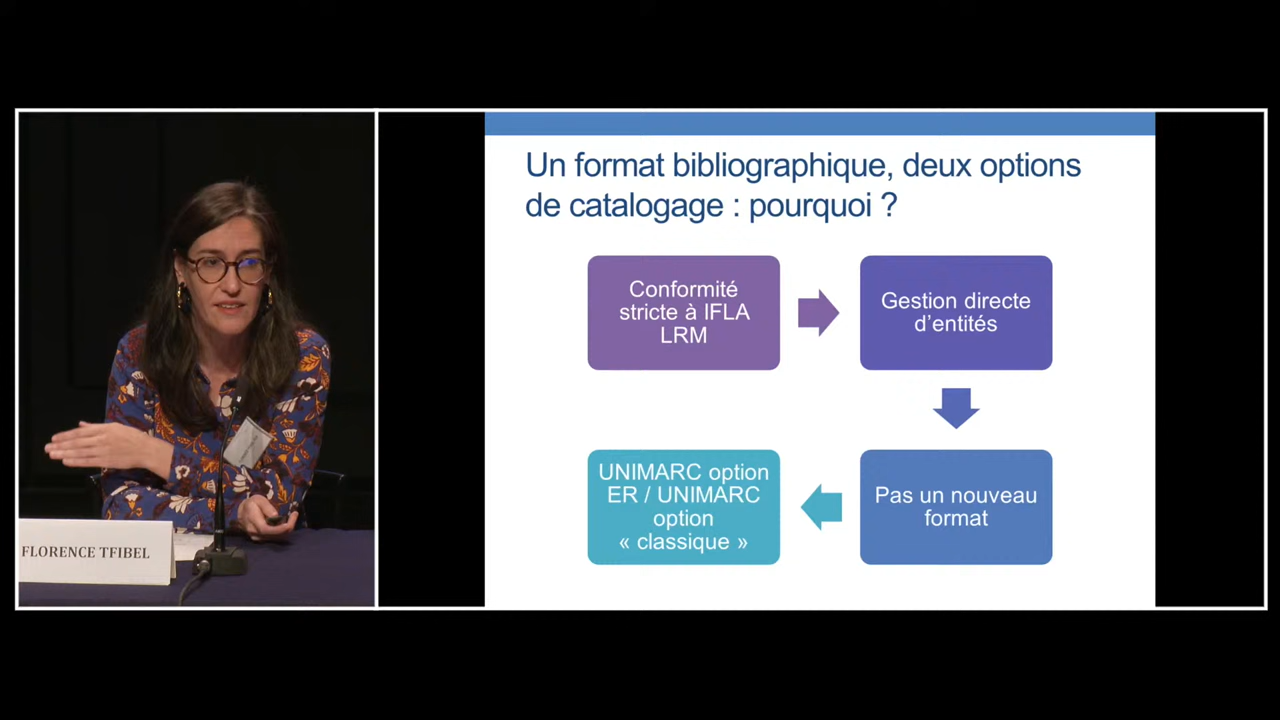 Un format bibliographique, deux options
de catalogage : pourquoi ?
Conformité
stricte à IFLA
LRM
Gestion directe
d’entités
UNIMARC option
ER / UNIMARC
option
« classique »
Pas un nouveau
format
FLORENCE TFIBEL